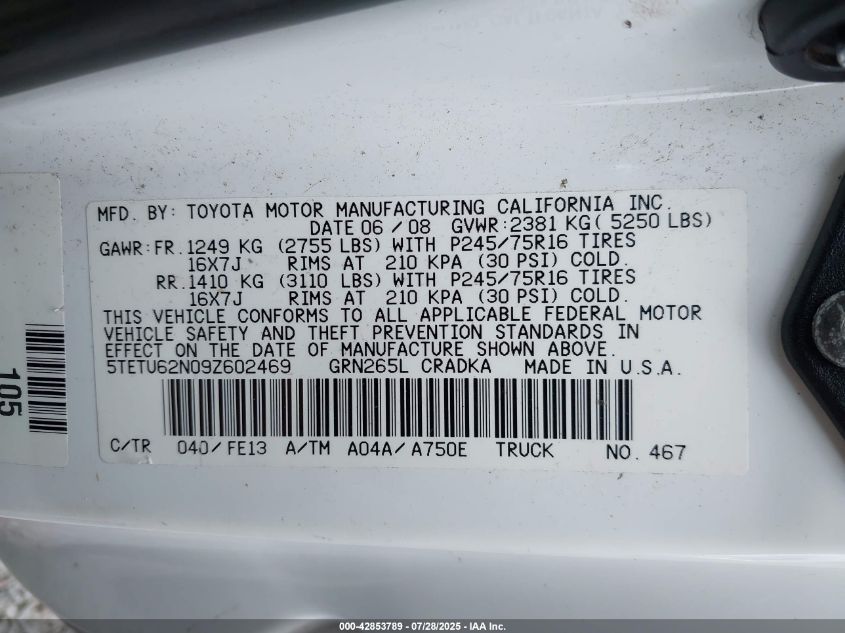 MFD. BY: TOYOTA MOTOR MANUFACTURING CALIFORNIA INC.
DATE 06 / 08 GVWR:2381 KG( 5250 LBS)
GAWR:FR.1249 KG (2755 LBS) WITH P245/75R16 TIRES
16X7J RIMS AT 210 KPA (30 PSI) COLD.
RR.1410 KG (3110 LBS) WITH P245/75R16 TIRES
16X7J RIMS AT 210 KPA (30 PSI) COLD.
THIS VEHICLE CONFORMS TO ALL APPLICABLE FEDERAL MOTOR
VEHICLE SAFETY AND THEFT PREVENTION STANDARDS IN
EFFECT ON THE DATE OF MANUFACTURE SHOWN ABOVE.
5TETU62N09Z602469 GRN265L CRADKA MADE IN U.S.A.
C/TR 040/FE13 A/TM A04A/A750E TRUCK NO. 467
105
000-42853789 - 07/28/2025 - IAA Inc.